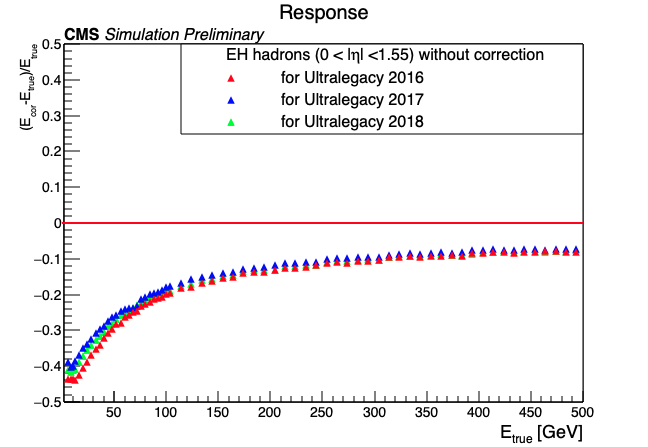 Response
CMS Simulation Preliminary
(E_cor-E_true)/E_true
EH hadrons (0 < |η| <1.55) without correction
for Ultralegacy 2016
for Ultralegacy 2017
for Ultralegacy 2018
0.5
0.4
0.3
0.2
0.1
0
−0.1
−0.2
−0.3
−0.4
−0.5
50 100 150 200 250 300 350 400 450 500
E_true [GeV]